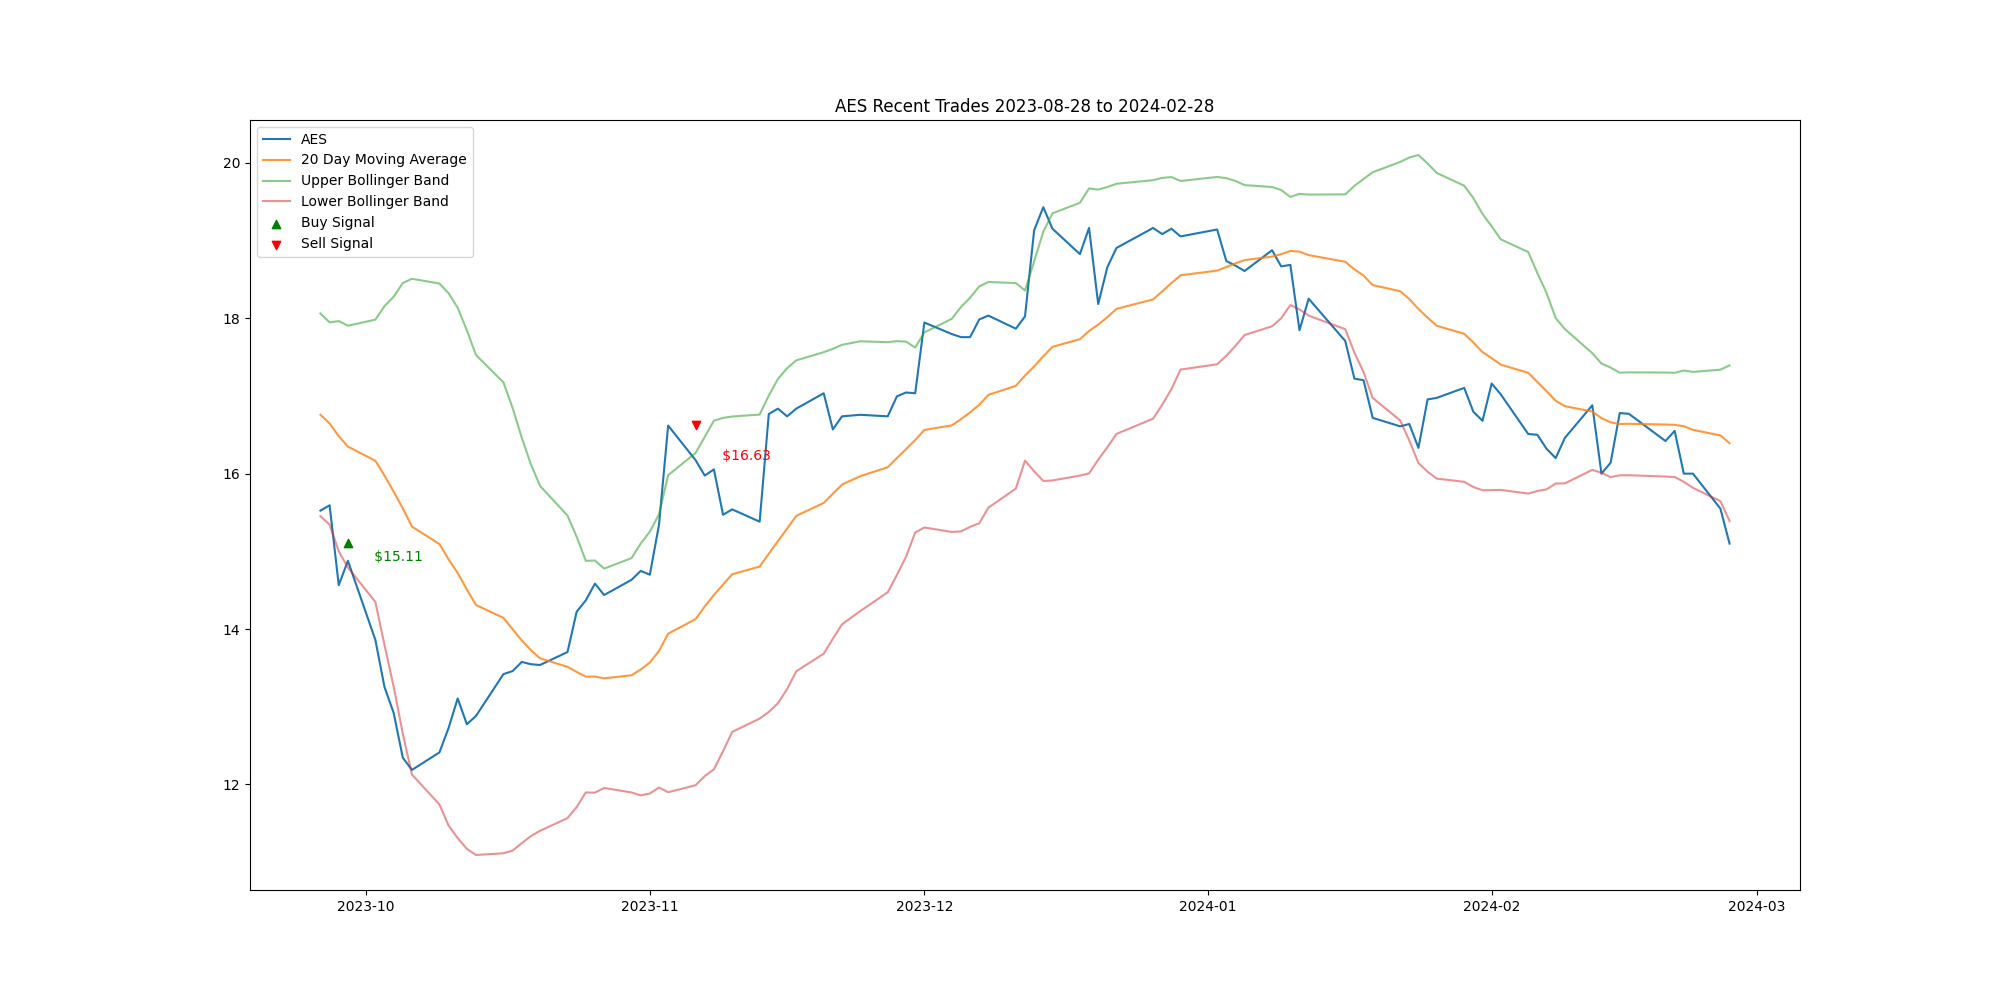 AES Recent Trades 2023-08-28 to 2024-02-28
AES
20 Day Moving Average
Upper Bollinger Band
Lower Bollinger Band
Buy Signal
Sell Signal
20
18
16
14
12
$16.63
$15.11
2023-10
2023-11
2023-12
2024-01
2024-02
2024-03